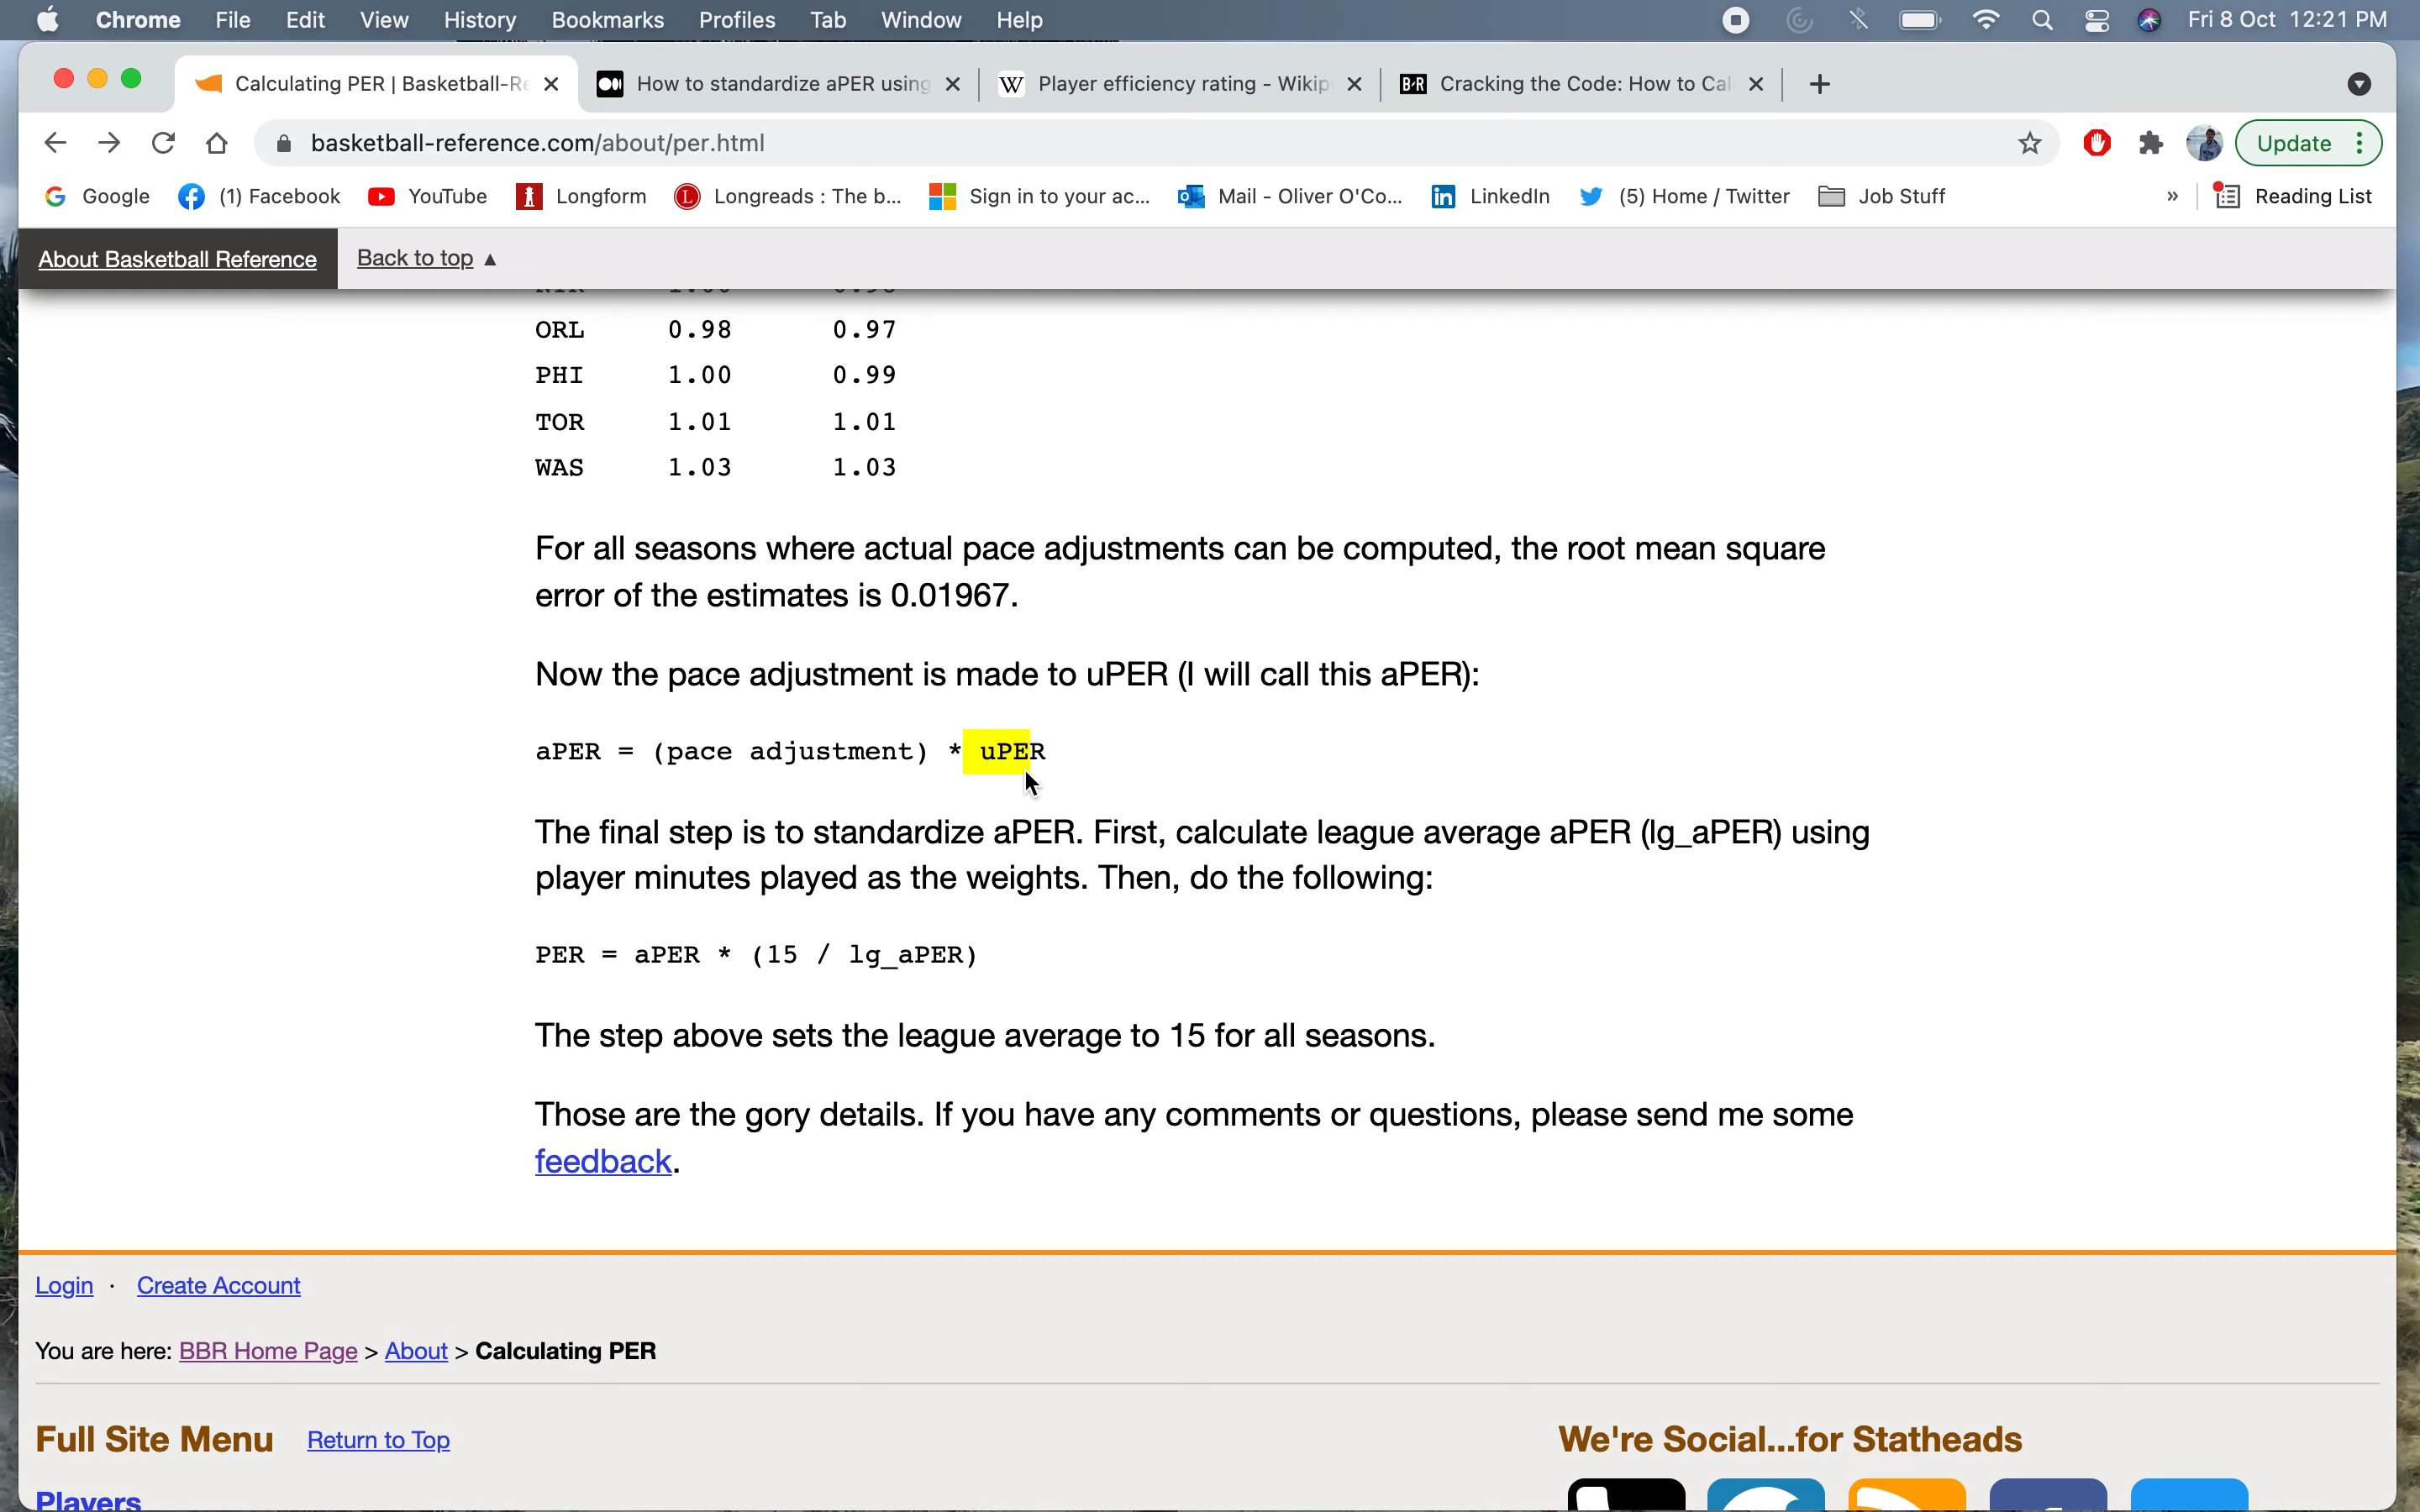 Chrome File Edit View History Bookmarks Profiles Tab Window Help Fri 8 Oct 12:21 PM
Calculating PER | Basketball-Re How to standardize aPER using Player efficiency rating - Wikip B/R Cracking the Code: How to Cal
basketball-reference.com/about/per.html Update
Google (1) Facebook YouTube Longform Longreads : The b... Sign in to your ac... Mail - Oliver O'Co... LinkedIn (5) Home / Twitter Job Stuff » Reading List
About Basketball Reference Back to top ▲
ORL 0.98 0.97
PHI 1.00 0.99
TOR 1.01 1.01
WAS 1.03 1.03
For all seasons where actual pace adjustments can be computed, the root mean square
error of the estimates is 0.01967.
Now the pace adjustment is made to uPER (I will call this aPER):
aPER = (pace adjustment) * uPER
The final step is to standardize aPER. First, calculate league average aPER (lg_aPER) using
player minutes played as the weights. Then, do the following:
PER = aPER * (15 / lg_aPER)
The step above sets the league average to 15 for all seasons.
Those are the gory details. If you have any comments or questions, please send me some
feedback.
Login · Create Account
You are here: BBR Home Page > About > Calculating PER
Full Site Menu Return to Top We're Social...for Statheads
Players